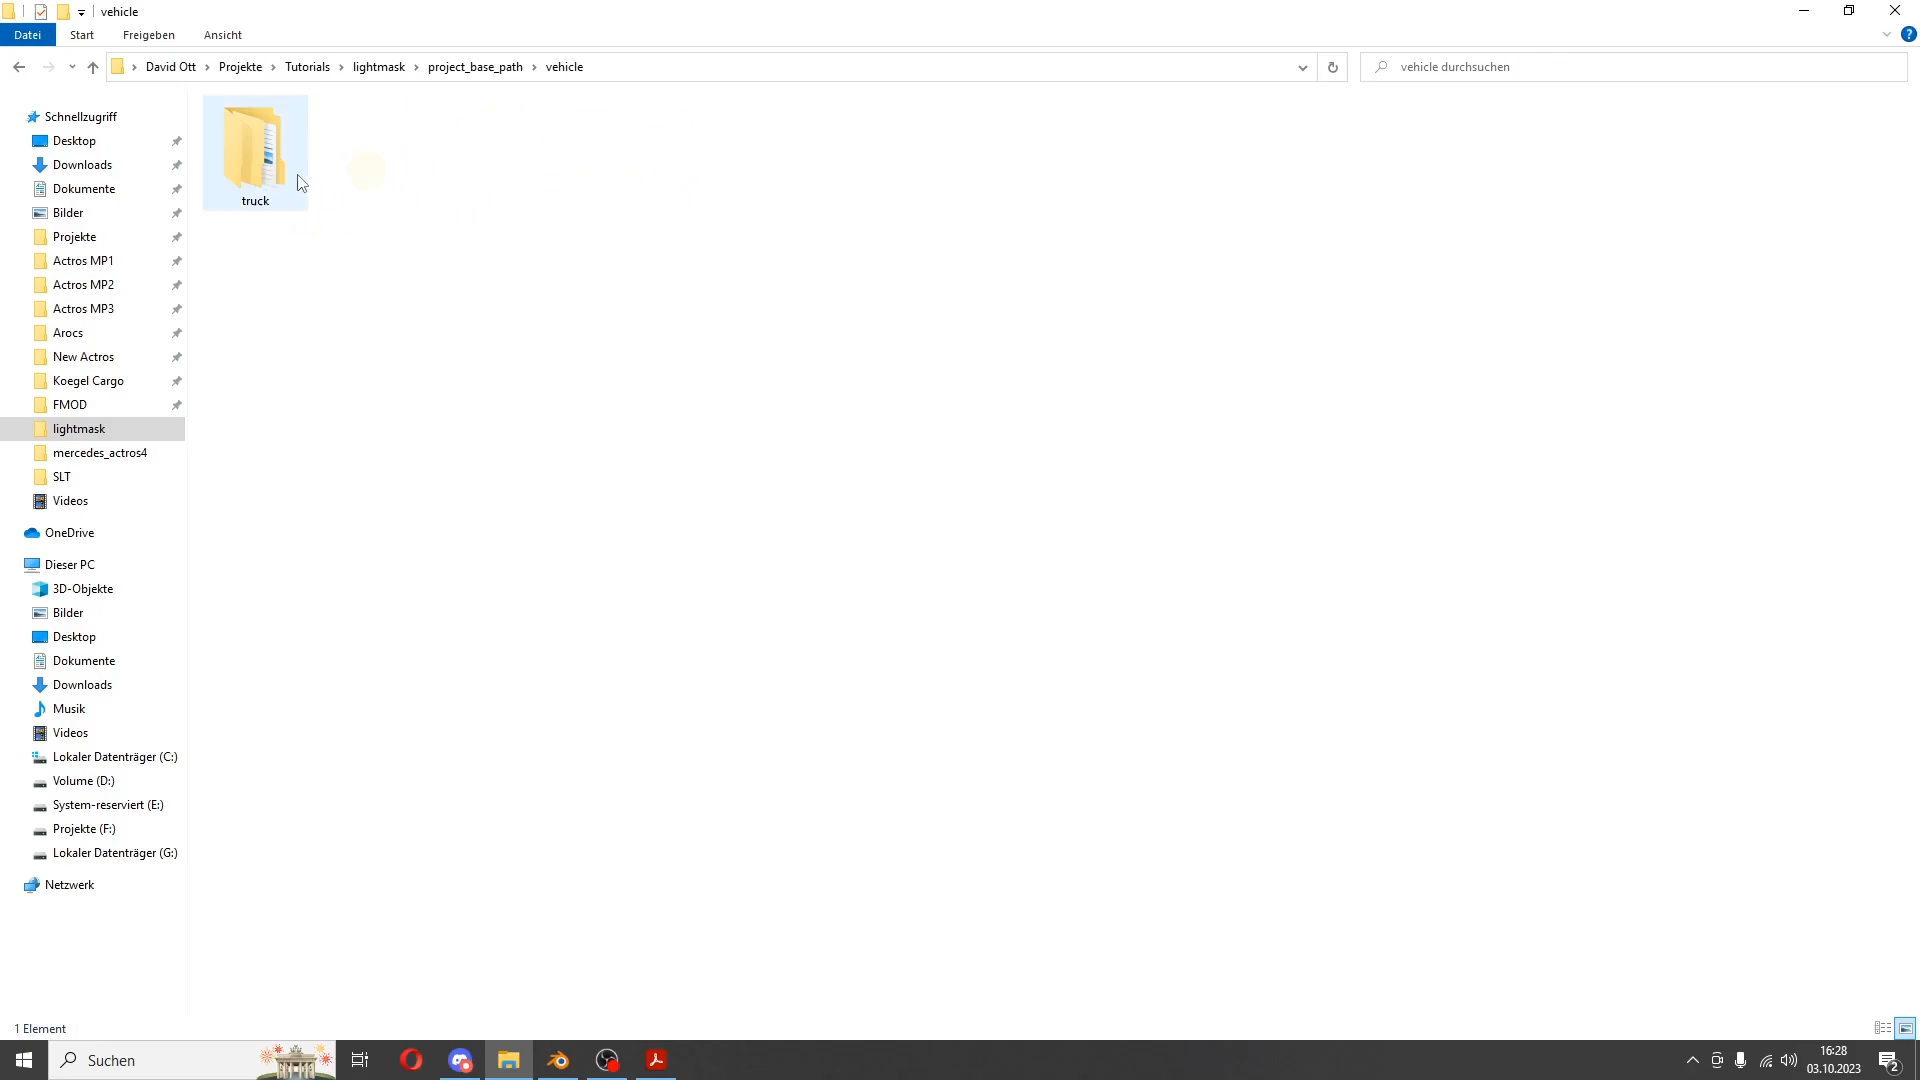 vehicle
Datei Start Freigeben Ansicht ?
David Ott Projekte Tutorials lightmask project_base_path vehicle
vehicle durchsuchen
Schnellzugriff
Desktop
Downloads
Dokumente
Bilder
Projekte
Actros MP1
Actros MP2
Actros MP3
Arocs
New Actros
Koegel Cargo
FMOD
lightmask
mercedes_actros4
SLT
Videos
OneDrive
Dieser PC
3D-Objekte
Bilder
Desktop
Dokumente
Downloads
Musik
Videos
Lokaler Datenträger (C:)
Volume (D:)
System-reserviert (E:)
Projekte (F:)
Lokaler Datenträger (G:)
Netzwerk
truck
1 Element
Suchen
16:28
03.10.2023
2